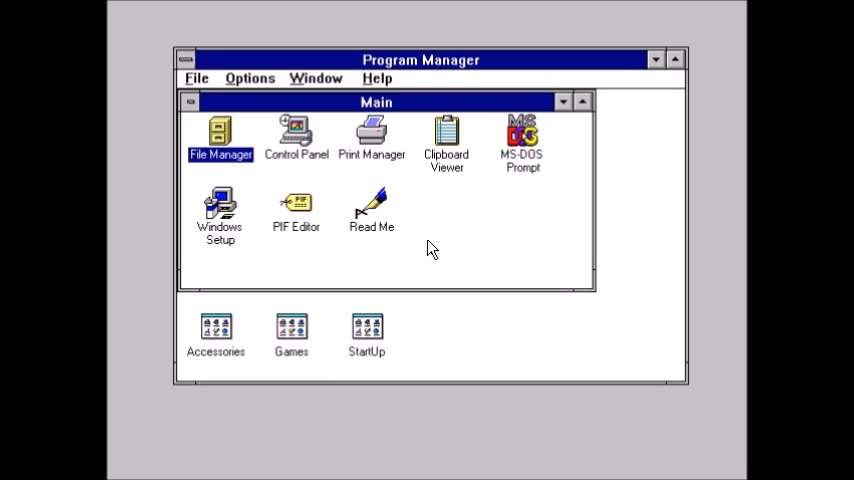 Program Manager
File Options Window Help
Main
File Manager Control Panel Print Manager Clipboard Viewer MS-DOS Prompt
Windows Setup PIF Editor Read Me
Accessories Games StartUp